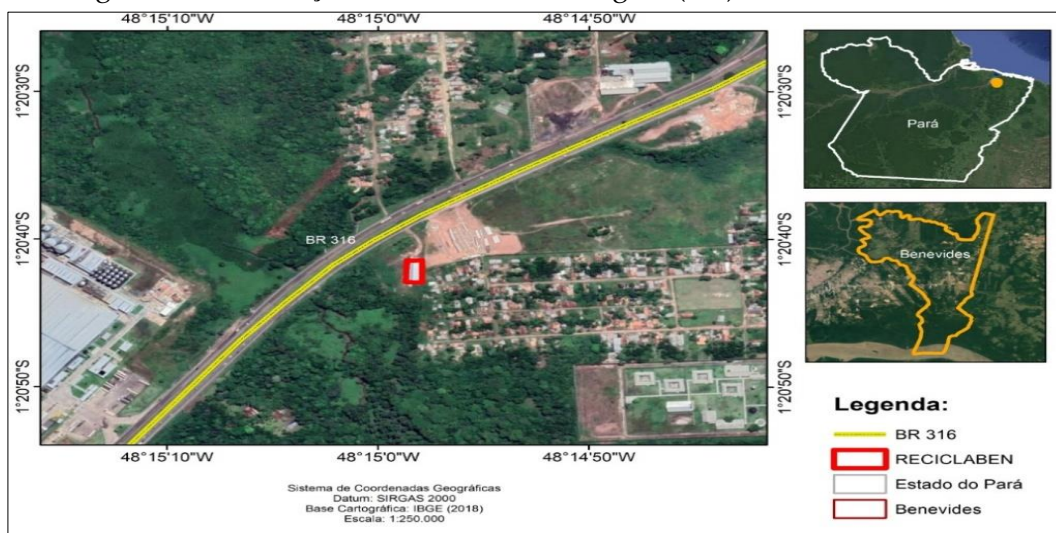 48°15'10"W 48°15'0"W 48°14'50"W
1°20'30"S
1°20'40"S
1°20'50"S
BR 316
1°20'30"S
1°20'40"S
1°20'50"S
48°15'10"W 48°15'0"W 48°14'50"W
Sistema de Coordenadas Geográficas
Datum: SIRGAS 2000
Base Cartográfica: IBGE (2018)
Escala: 1:250.000
Pará
Benevides
Legenda:
BR 316
RECICLABEN
Estado do Pará
Benevides